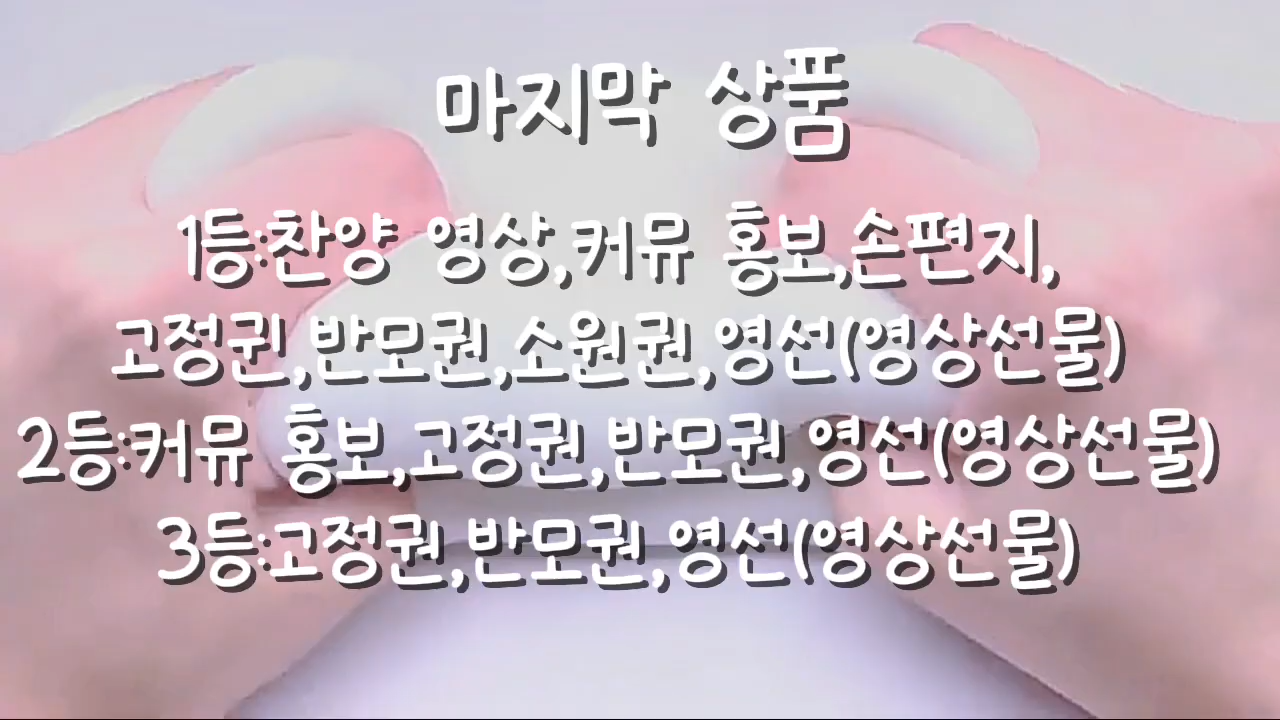 마지막 상품
1등:찬양 영상,커뮤 홍보,손편지,
고정권,반모권,소원권,영선(영상선물)
2등:커뮤 홍보,고정권,반모권,영선(영상선물)
3등:고정권,반모권,영선(영상선물)